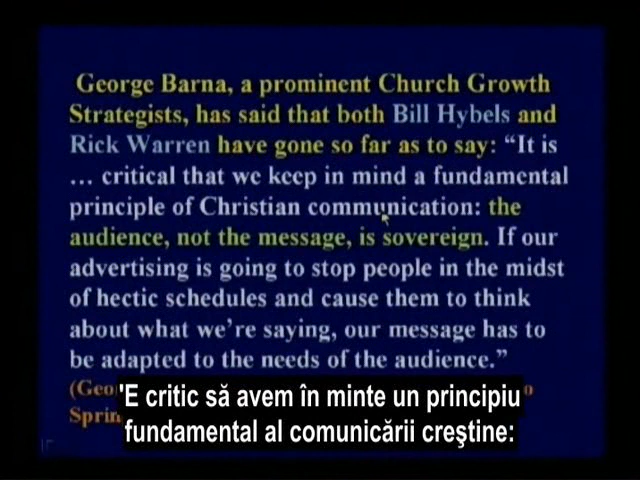 George Barna, a prominent Church Growth
Strategists, has said that both Bill Hybels and
Rick Warren have gone so far as to say: “It is
… critical that we keep in mind a fundamental
principle of Christian communication: the
audience, not the message, is sovereign. If our
advertising is going to stop people in the midst
of hectic schedules and cause them to think
about what we’re saying, our message has to
be adapted to the needs of the audience.”
'E critic să avem în minte un principiu
fundamental al comunicării creştine: